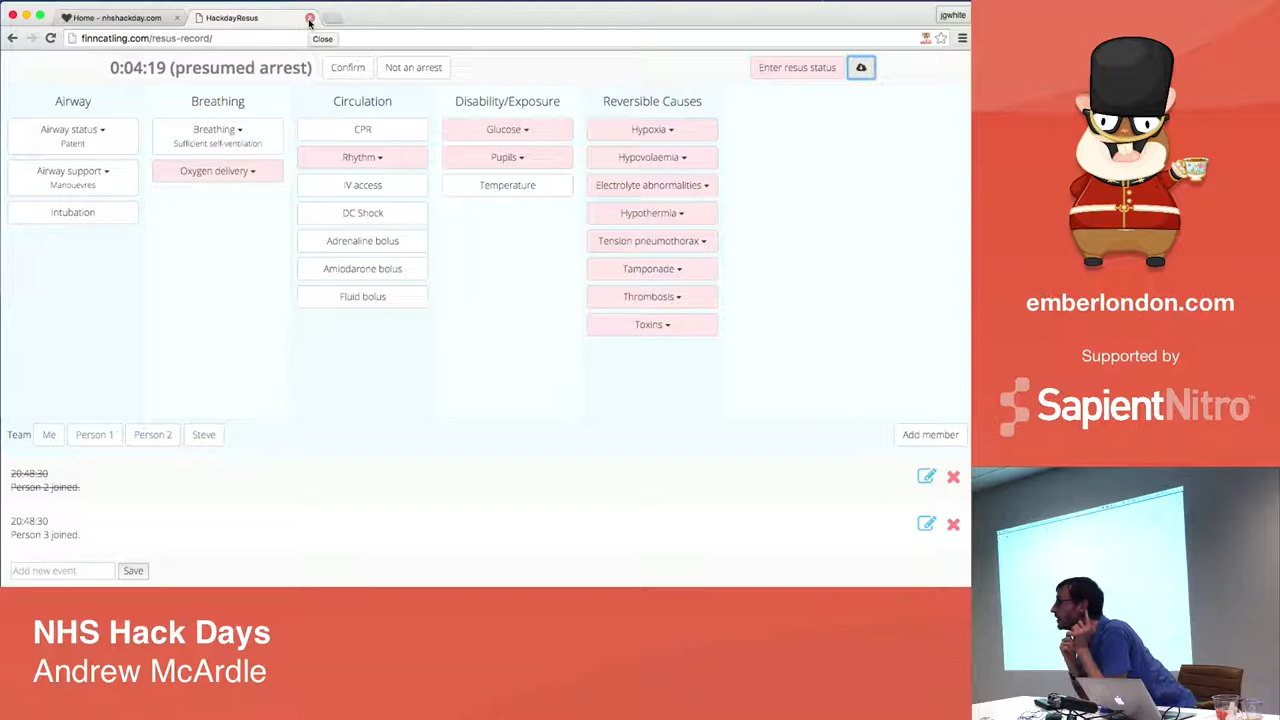 Home - nhshackday.com
HackdayResus
jgwhite
finncatling.com/resus-record/
Close
0:04:19 (presumed arrest)
Confirm
Not an arrest
Enter resus status
Airway
Breathing
Circulation
Disability/Exposure
Reversible Causes
Airway status
Patent
Airway support
Manouevres
Intubation
Breathing
Sufficient self-ventilation
Oxygen delivery
CPR
Rhythm
IV access
DC Shock
Adrenaline bolus
Amiodarone bolus
Fluid bolus
Glucose
Pupils
Temperature
Hypoxia
Hypovolaemia
Electrolyte abnormalities
Hypothermia
Tension pneumothorax
Tamponade
Thrombosis
Toxins
Team
Me
Person 1
Person 2
Steve
Add member
20:48:30
Person 2 joined.
20:48:30
Person 3 joined.
Add new event
Save
emberlondon.com
Supported by
SapientNitro™
NHS Hack Days
Andrew McArdle